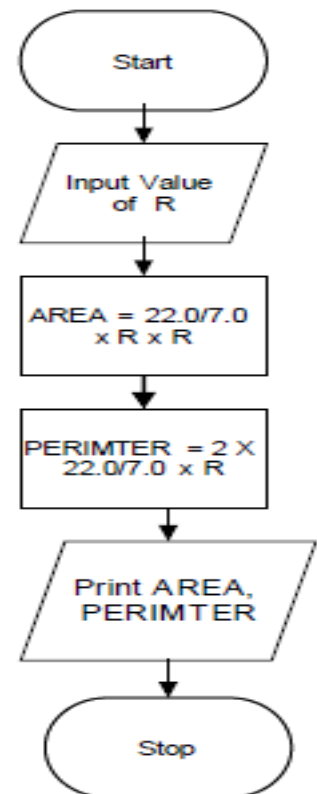 Start
Input Value
of R
AREA = 22.0/7.0
x R x R
PERIMTER = 2 X
22.0/7.0 x R
Print AREA,
PERIMTER
Stop